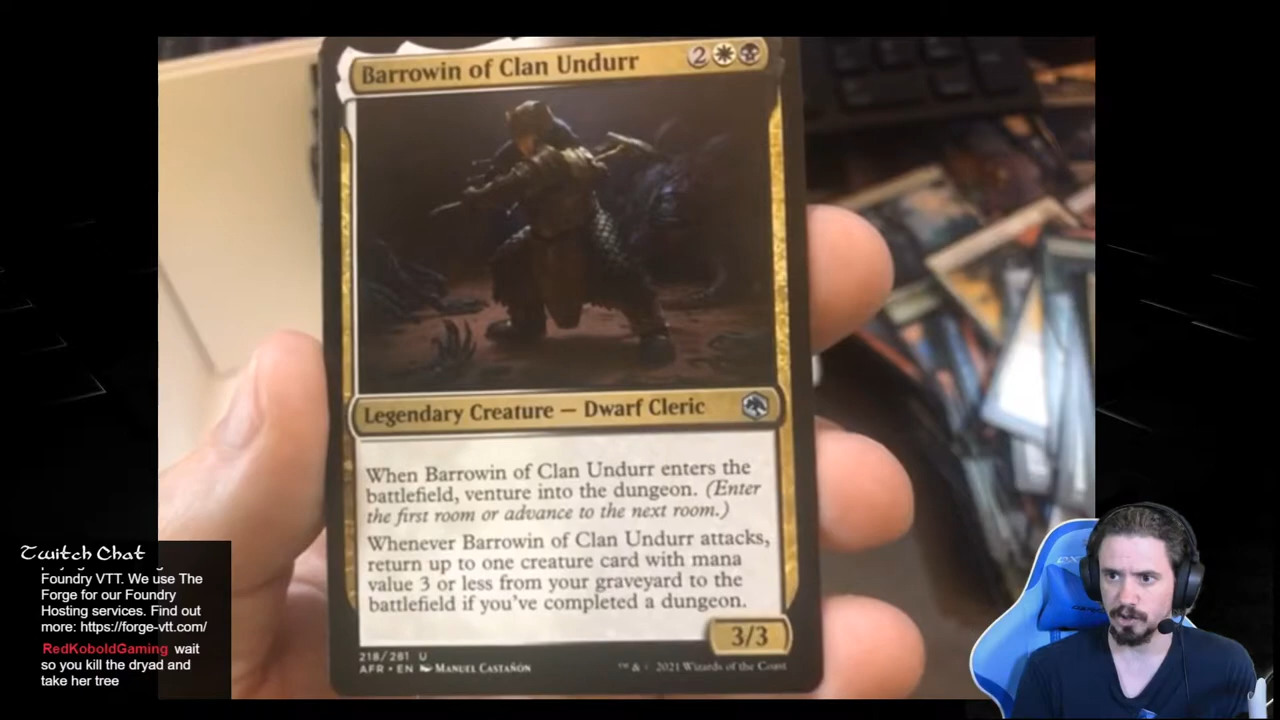 Barrowin of Clan Undurr
2
Legendary Creature — Dwarf Cleric
When Barrowin of Clan Undurr enters the
battlefield, venture into the dungeon. (Enter
the first room or advance to the next room.)
Whenever Barrowin of Clan Undurr attacks,
return up to one creature card with mana
value 3 or less from your graveyard to the
battlefield if you've completed a dungeon.
3/3
218/281 U
AFR • EN MANUEL CASTAÑÓN
™ & © 2021 Wizards of the Coast
Twitch Chat
Foundry VTT. We use The
Forge for our Foundry
Hosting services. Find out
more: https://forge-vtt.com/
RedKoboldGaming wait
so you kill the dryad and
take her tree